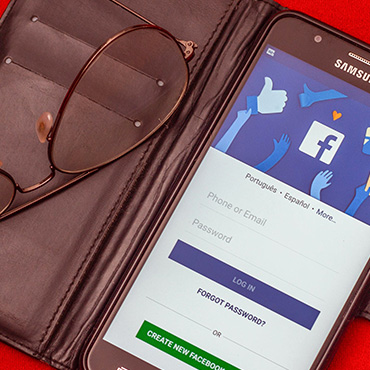 SAMSUNG
f
Português • Español • More...
Phone or Email
Password
LOG IN
FORGOT PASSWORD?
OR
CREATE NEW FACEBOOK